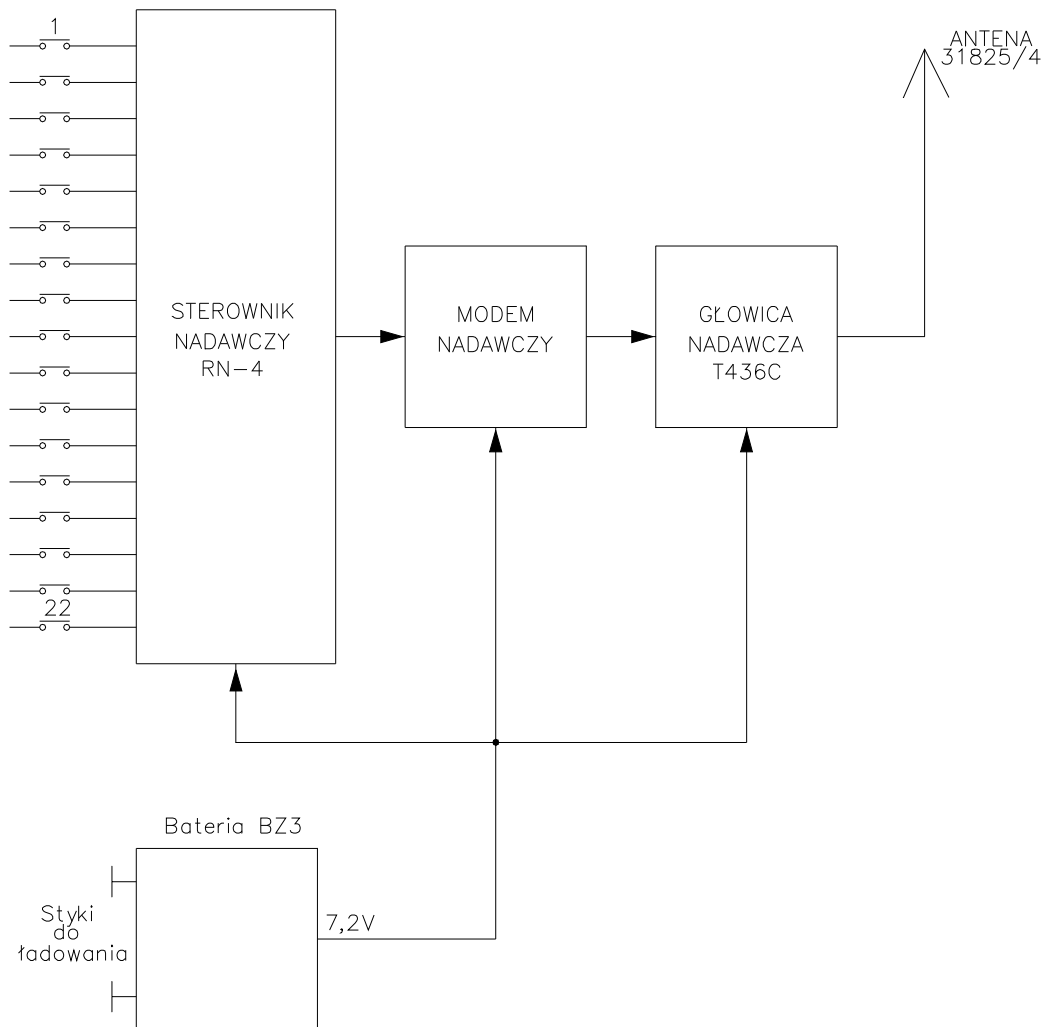 1
ANTENA
31825/4
STEROWNIK
NADAWCZY
RN-4
MODEM
NADAWCZY
GŁOWICA
NADAWCZA
T436C
22
Bateria BZ3
7,2V
Styki
do
ładowania